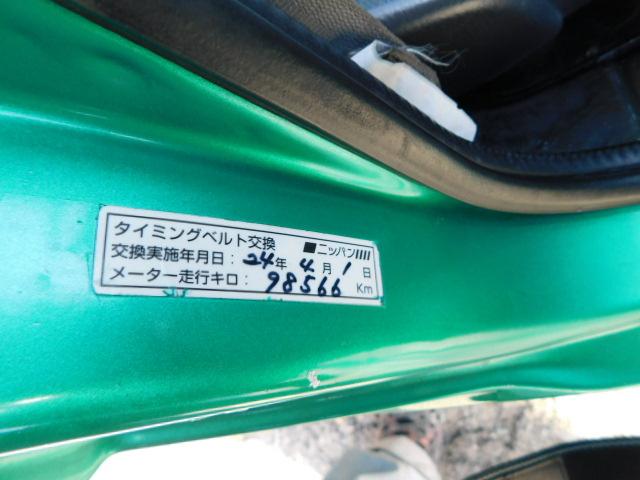 タイミングベルト交換 ニッパン
交換実施年月日: 24年 4月 1日
メーター走行キロ: 98566 Km